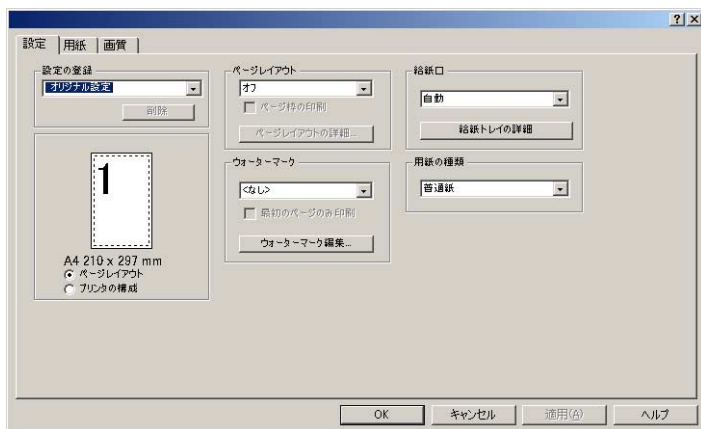 設定
用紙
画質
設定の登録
オリジナル設定
削除
1
A4 210 x 297 mm
ページレイアウト
プリンタの構成
ページレイアウト
オフ
ページ枠の印刷
ページレイアウトの詳細...
ウォーターマーク
<なし>
最初のページのみ印刷
ウォーターマーク編集...
給紙口
自動
給紙トレイの詳細
用紙の種類
普通紙
OK
キャンセル
適用(A)
ヘルプ